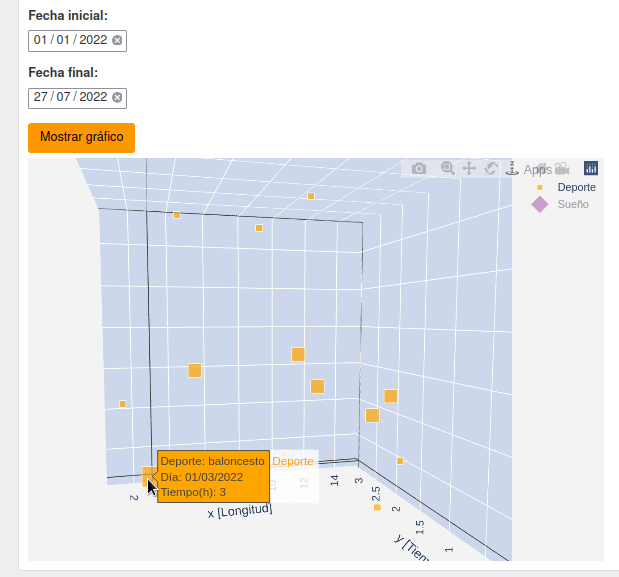 Fecha inicial:
01 / 01 / 2022
Fecha final:
27 / 07 / 2022
Mostrar gráfico
Apps
Deporte
Sueño
Deporte: baloncesto
Día: 01/03/2022
Tiempo(h): 3
Deporte
2
10
12
14
3
2.5
2
1.5
1
x [Longitud]
y [Tiem